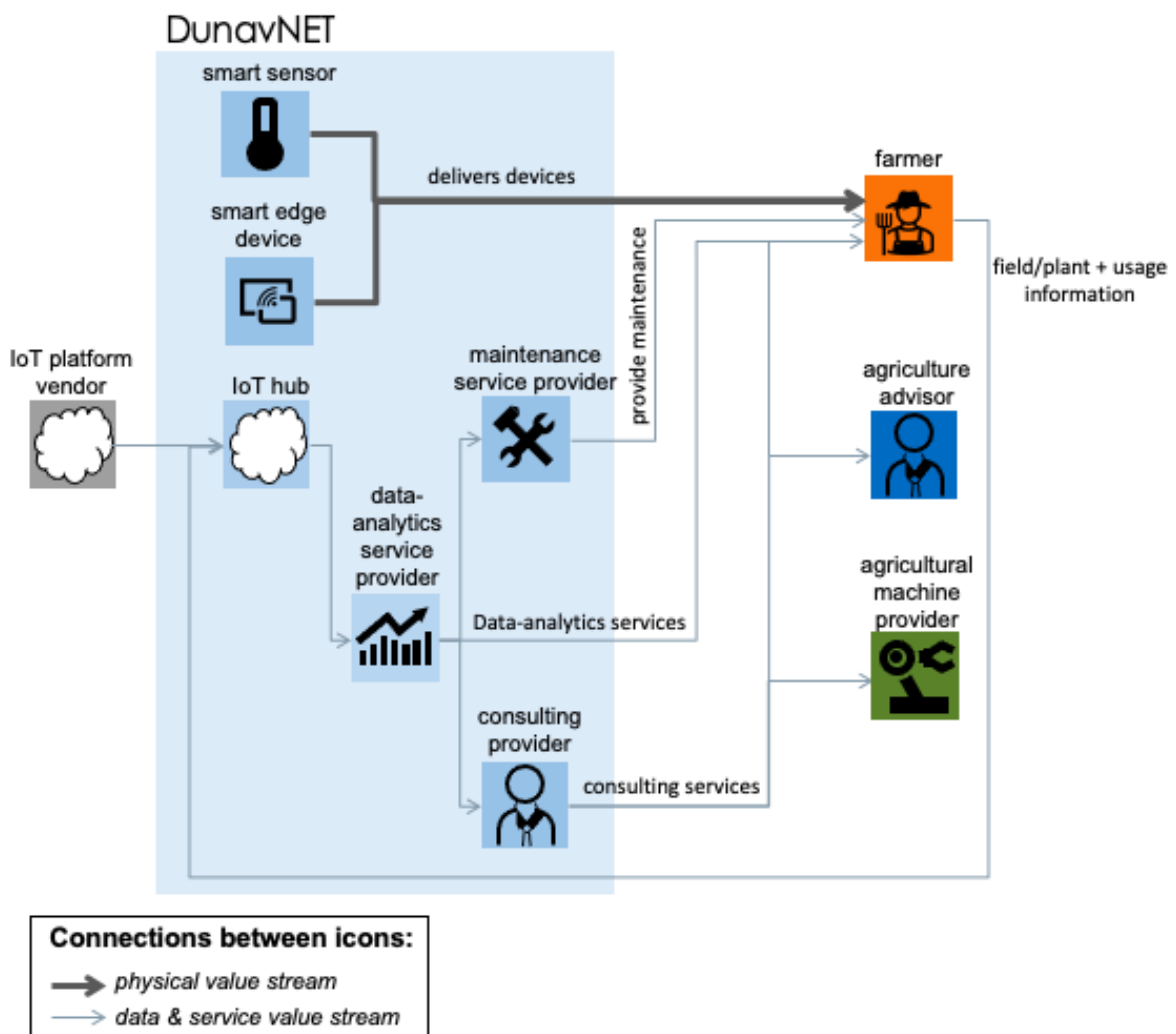 DunavNET
smart sensor
delivers devices
farmer
smart edge
device
provide maintenance
field/plant + usage
information
IoT platform
vendor
IoT hub
maintenance
service provider
agriculture
advisor
data-
analytics
service
provider
agricultural
machine
provider
Data-analytics services
consulting
provider
consulting services
Connections between icons:
physical value stream
data & service value stream